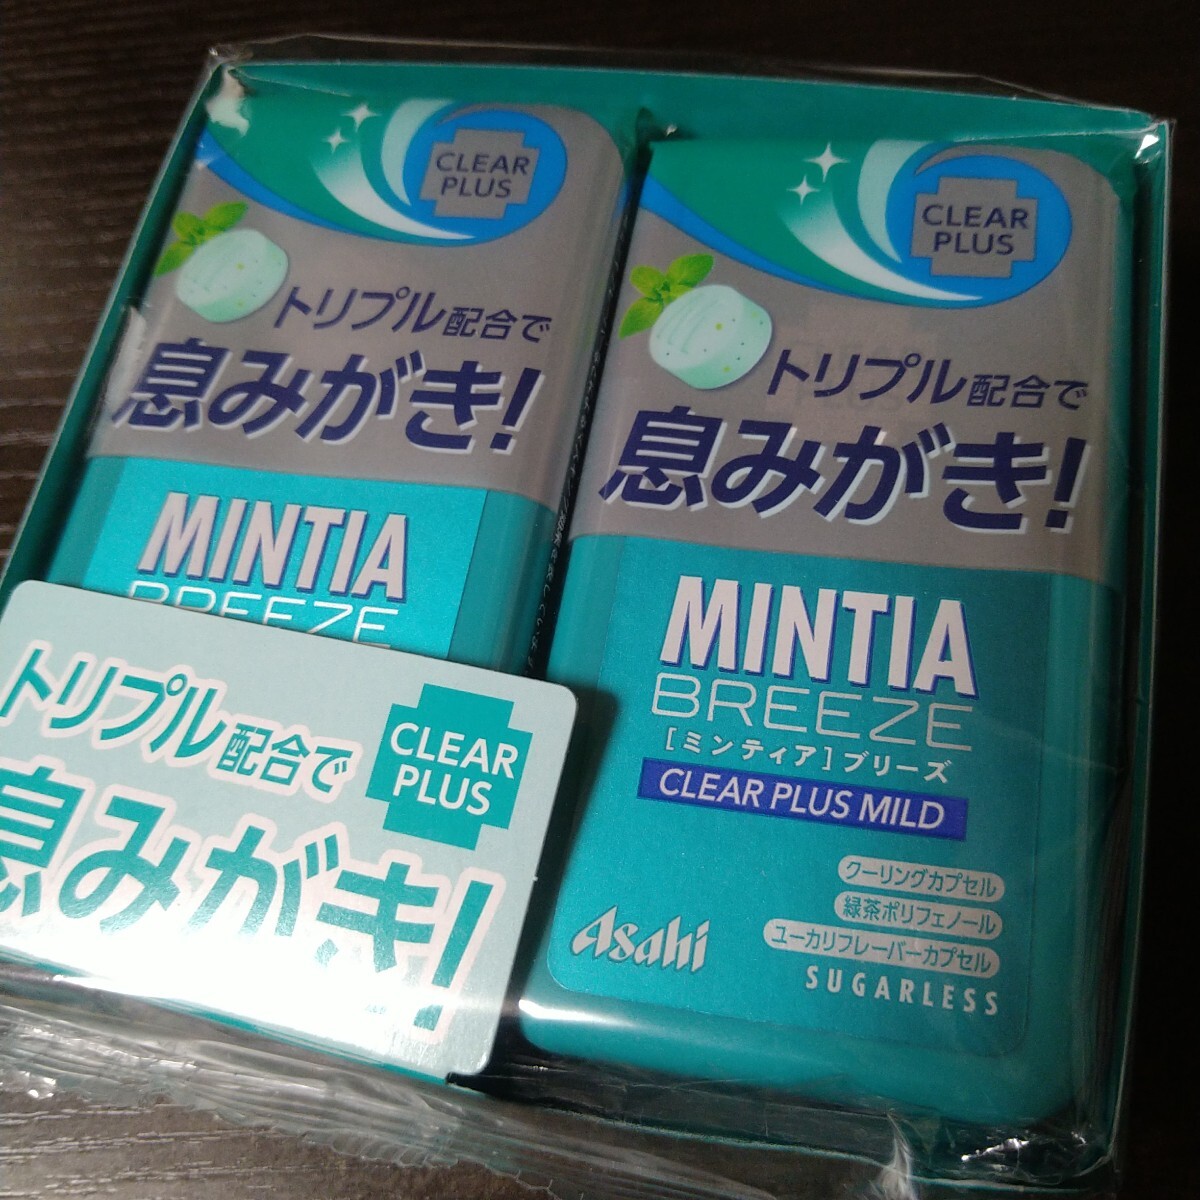 CLEAR
PLUS
トリプル配合で
息みがき!
MINTIA
BREEZE
CLEAR
PLUS
トリプル配合で
息みがき!
MINTIA
BREEZE
[ミンティア]ブリーズ
CLEAR PLUS MILD
クーリングカプセル
緑茶ポリフェノール
ユーカリフレーバーカプセル
SUGARLESS
Asahi
トリプル配合で
CLEAR
PLUS
息みがき!